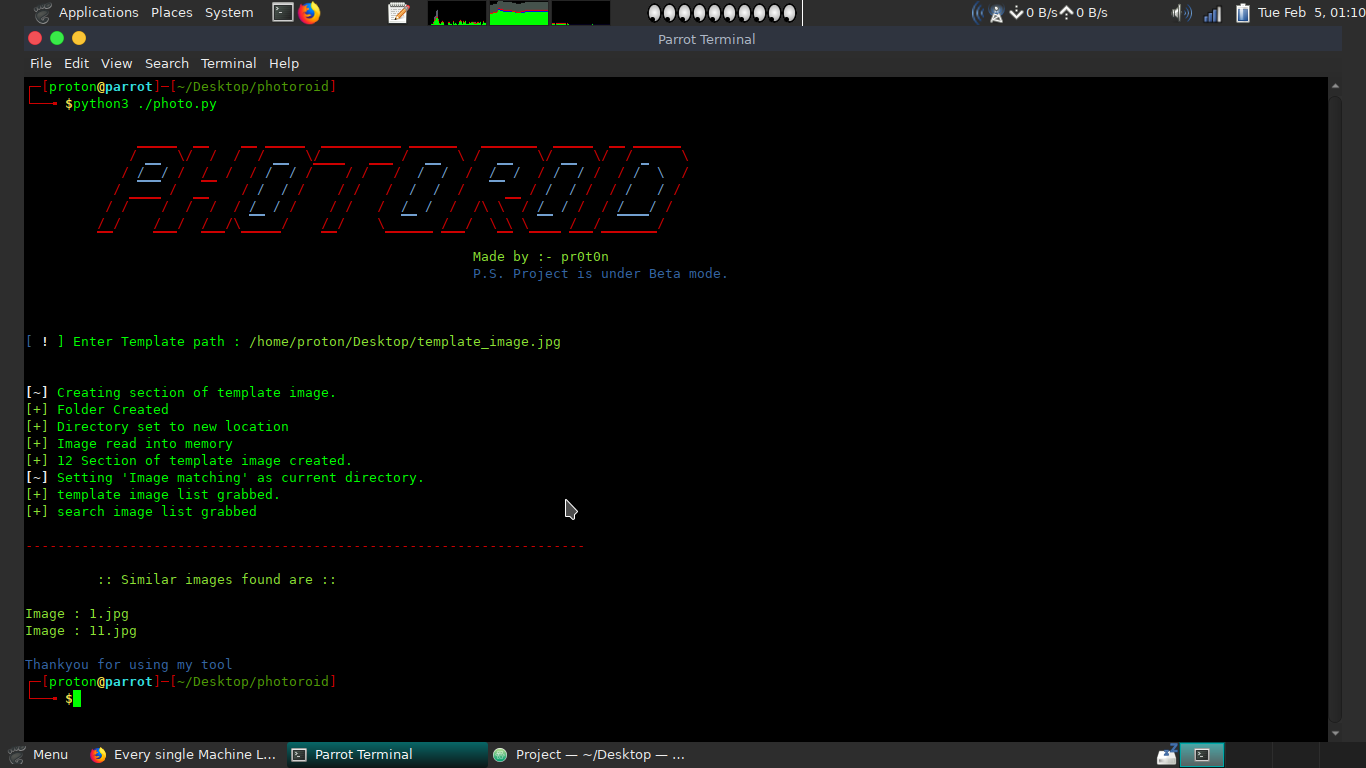 Applications Places System 0 B/s 0 B/s Tue Feb 5, 01:10
Parrot Terminal
File Edit View Search Terminal Help
[proton@parrot]─[~/Desktop/photoroid]
$python3 ./photo.py
PHOTOROID
Made by :- pr0t0n
P.S. Project is under Beta mode.
[ ! ] Enter Template path : /home/proton/Desktop/template_image.jpg
[~] Creating section of template image.
[+] Folder Created
[+] Directory set to new location
[+] Image read into memory
[+] 12 Section of template image created.
[~] Setting 'Image matching' as current directory.
[+] template image list grabbed.
[+] search image list grabbed
-----------------------------------------------------------------------
:: Similar images found are ::
Image : 1.jpg
Image : 11.jpg
Thankyou for using my tool
[proton@parrot]─[~/Desktop/photoroid]
$
Menu Every single Machine L... Parrot Terminal Project — ~/Desktop — ...